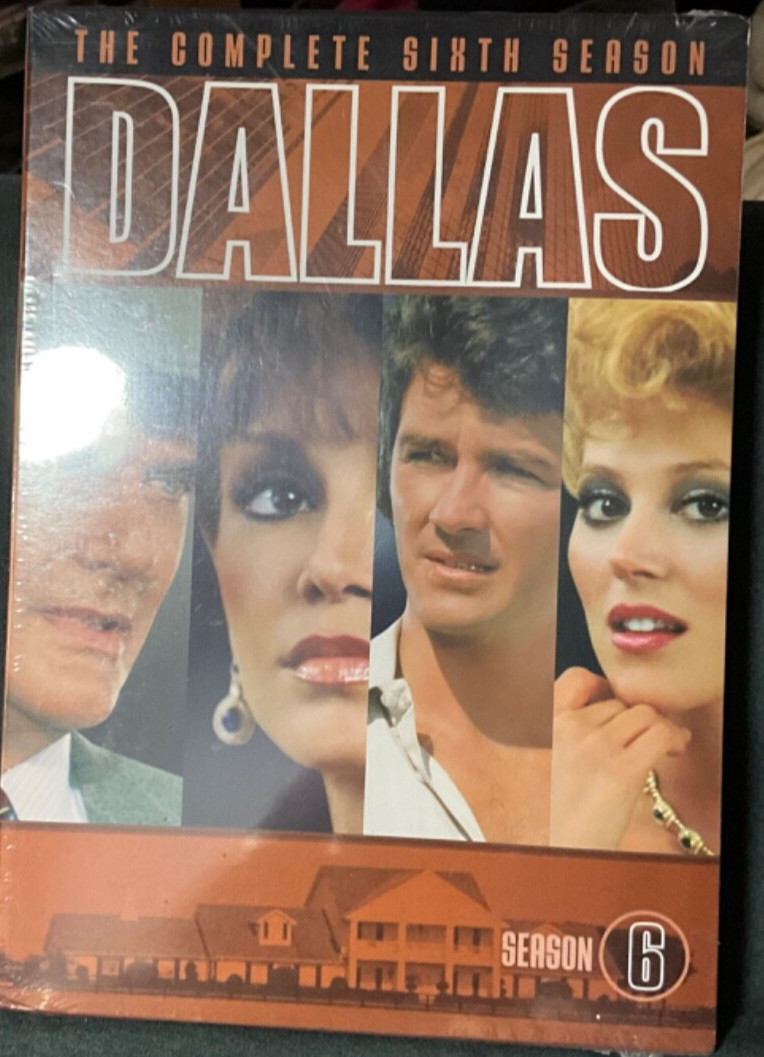 THE COMPLETE SIXTH SEASON
DALLAS
SEASON 6